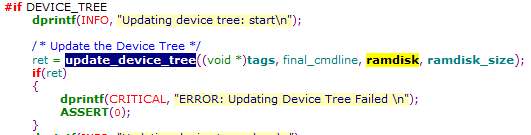 #if DEVICE_TREE
dprintf(INFO, "Updating device tree: start\n");
/* Update the Device Tree */
ret = update_device_tree((void *)tags, final_cmdline, ramdisk, ramdisk_size);
if(ret)
{
dprintf(CRITICAL, "ERROR: Updating Device Tree Failed \n");
ASSERT(0);
}